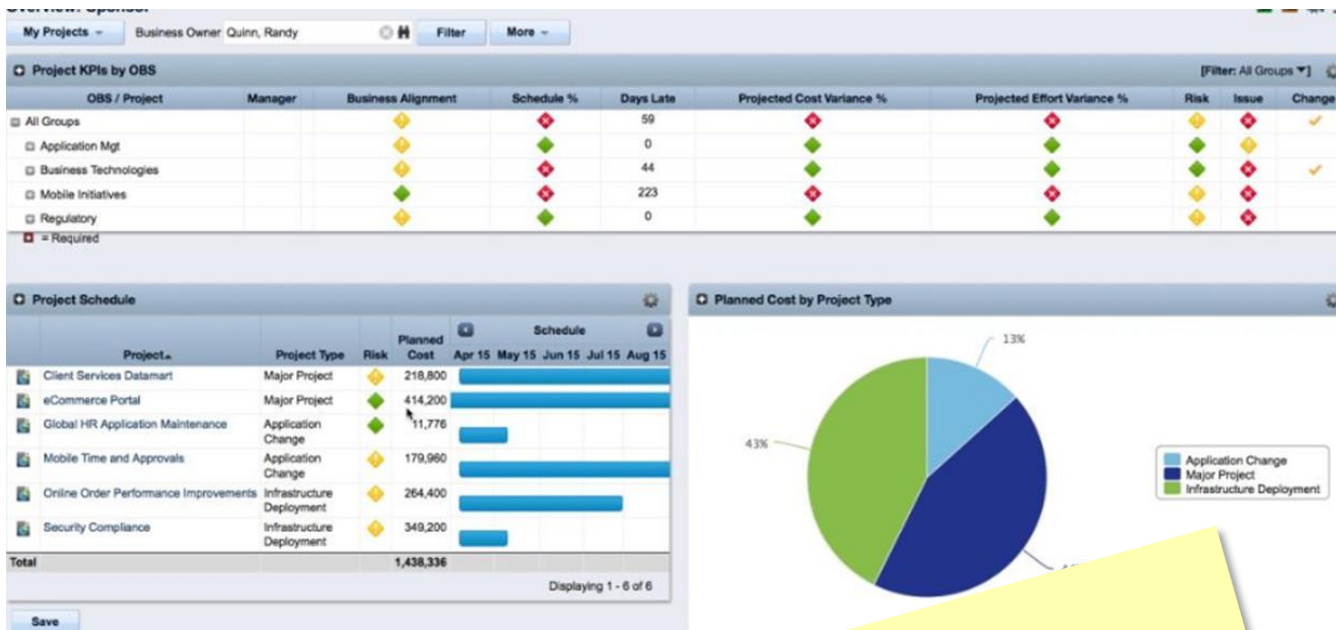 My Projects Business Owner Quinn, Randy Filter More
Project KPIs by OBS [Filter: All Groups ▼]
OBS / Project Manager Business Alignment Schedule % Days Late Projected Cost Variance % Projected Effort Variance % Risk Issue Change
All Groups 59
Application Mgt 0
Business Technologies 44
Mobile Initiatives 223
Regulatory 0
= Required
Project Schedule
Project Project Type Risk Planned Cost Schedule
Apr 15 May 15 Jun 15 Jul 15 Aug 15
Client Services Datamart Major Project 218,800
eCommerce Portal Major Project 414,200
Global HR Application Maintenance Application Change 11,776
Mobile Time and Approvals Application Change 179,960
Online Order Performance Improvements Infrastructure Deployment 264,400
Security Compliance Infrastructure Deployment 349,200
Total 1,438,336
Displaying 1 - 6 of 6
Save
Planned Cost by Project Type
13%
43%
Application Change
Major Project
Infrastructure Deployment